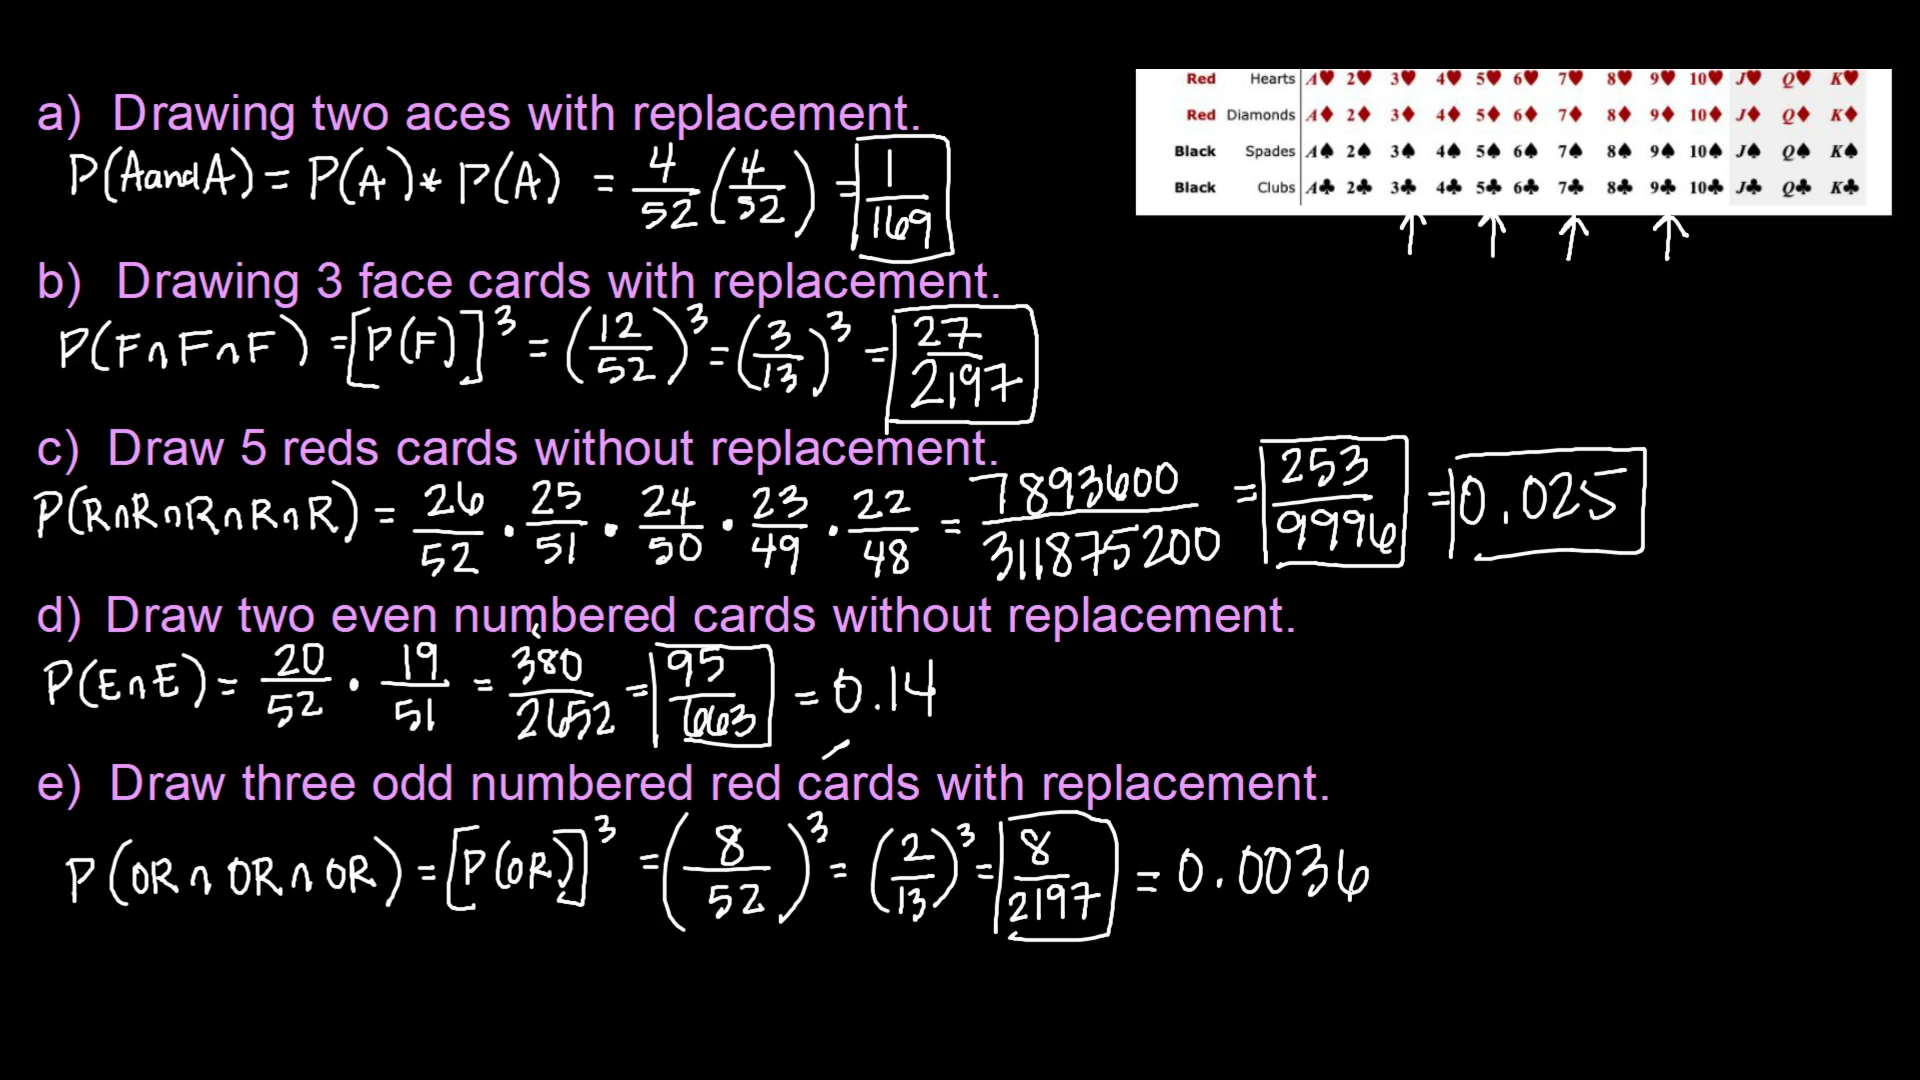 Red Hearts A♥ 2♥ 3♥ 4♥ 5♥ 6♥ 7♥ 8♥ 9♥ 10♥ J♥ Q♥ K♥
Red Diamonds A♦ 2♦ 3♦ 4♦ 5♦ 6♦ 7♦ 8♦ 9♦ 10♦ J♦ Q♦ K♦
Black Spades A♠ 2♠ 3♠ 4♠ 5♠ 6♠ 7♠ 8♠ 9♠ 10♠ J♠ Q♠ K♠
Black Clubs A♣ 2♣ 3♣ 4♣ 5♣ 6♣ 7♣ 8♣ 9♣ 10♣ J♣ Q♣ K♣
a) Drawing two aces with replacement.
P(A and A) = P(A) * P(A) = 4/52 (4/52) = 1/169
b) Drawing 3 face cards with replacement.
P(F∩F∩F) = [P(F)]³ = (12/52)³ = (3/13)³ = 27/2197
c) Draw 5 reds cards without replacement.
P(R∩R∩R∩R∩R) = 26/52 · 25/51 · 24/50 · 23/49 · 22/48 = 7893600/311875200 = 253/9996 = 0.025
d) Draw two even numbered cards without replacement.
P(E∩E) = 20/52 · 19/51 = 380/2652 = 95/663 = 0.14
e) Draw three odd numbered red cards with replacement.
P(OR∩OR∩OR) = [P(OR)]³ = (8/52)³ = (2/13)³ = 8/2197 = 0.0036